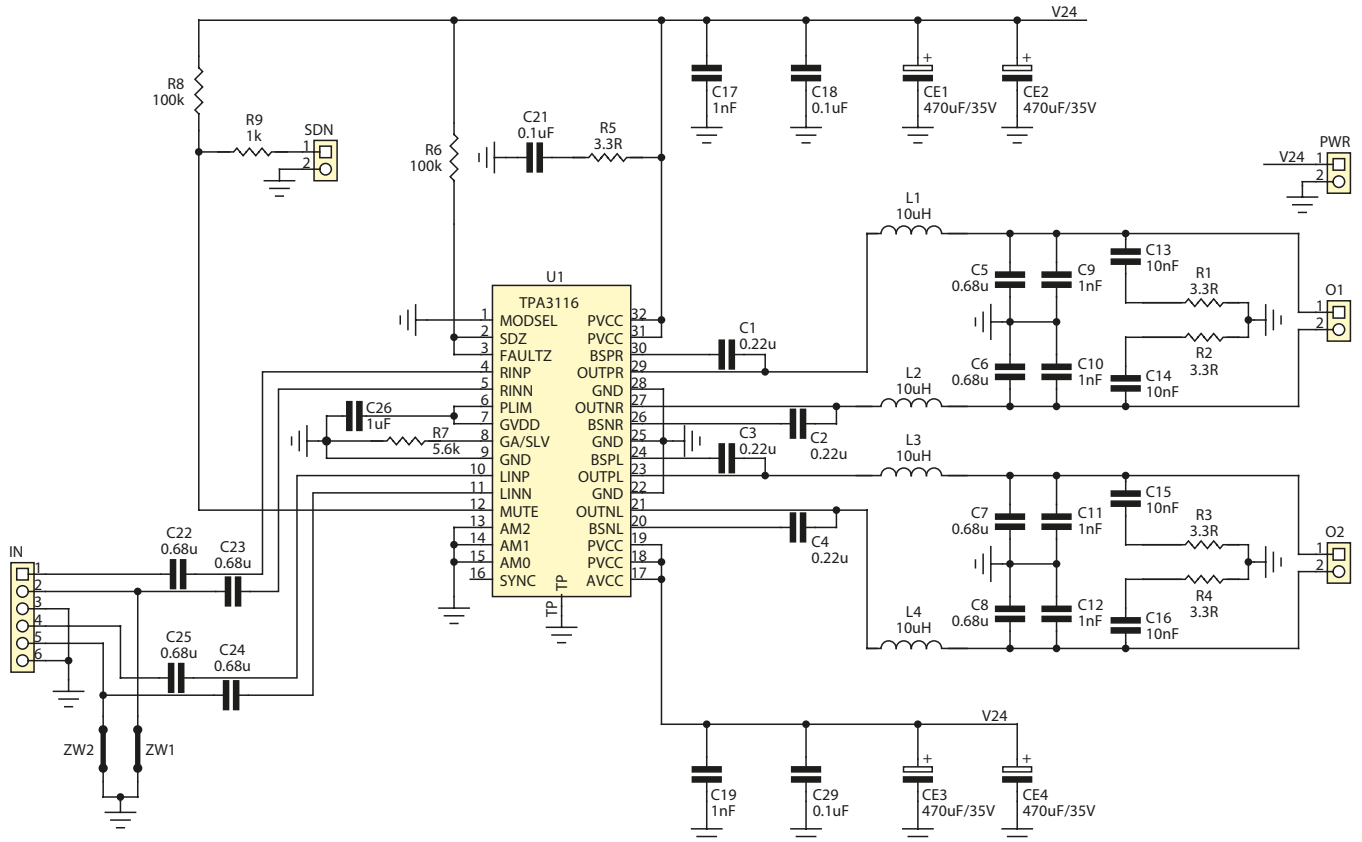 V24
R8
100k
R9
1k
SDN
1
2
R6
100k
C21
0.1uF
R5
3.3R
C17
1nF
C18
0.1uF
+
CE1
470uF/35V
+
CE2
470uF/35V
PWR
V24
1
2
L1
10uH
C5
0.68u
C9
1nF
C13
10nF
R1
3.3R
O1
1
2
C6
0.68u
C10
1nF
C14
10nF
R2
3.3R
U1
TPA3116
1 MODSEL PVCC 32
2 SDZ PVCC 31
3 FAULTZ BSPR 30
4 RINP OUTPR 29
5 RINN GND 28
6 PLIM OUTNR 27
7 GVDD BSNR 26
8 GA/SLV GND 25
9 GND BSPL 24
10 LINP OUTPL 23
11 LINN GND 22
12 MUTE OUTNL 21
13 AM2 BSNL 20
14 AM1 PVCC 19
15 AM0 PVCC 18
16 SYNC AVCC 17
TP
TP
C1
0.22u
L2
10uH
C2
0.22u
C3
0.22u
L3
10uH
C4
0.22u
L4
10uH
C26
1uF
R7
5.6k
C7
0.68u
C11
1nF
C15
10nF
R3
3.3R
O2
1
2
C8
0.68u
C12
1nF
C16
10nF
R4
3.3R
IN
1
2
3
4
5
6
C22
0.68u
C23
0.68u
C25
0.68u
C24
0.68u
ZW2
ZW1
V24
C19
1nF
C29
0.1uF
+
CE3
470uF/35V
+
CE4
470uF/35V